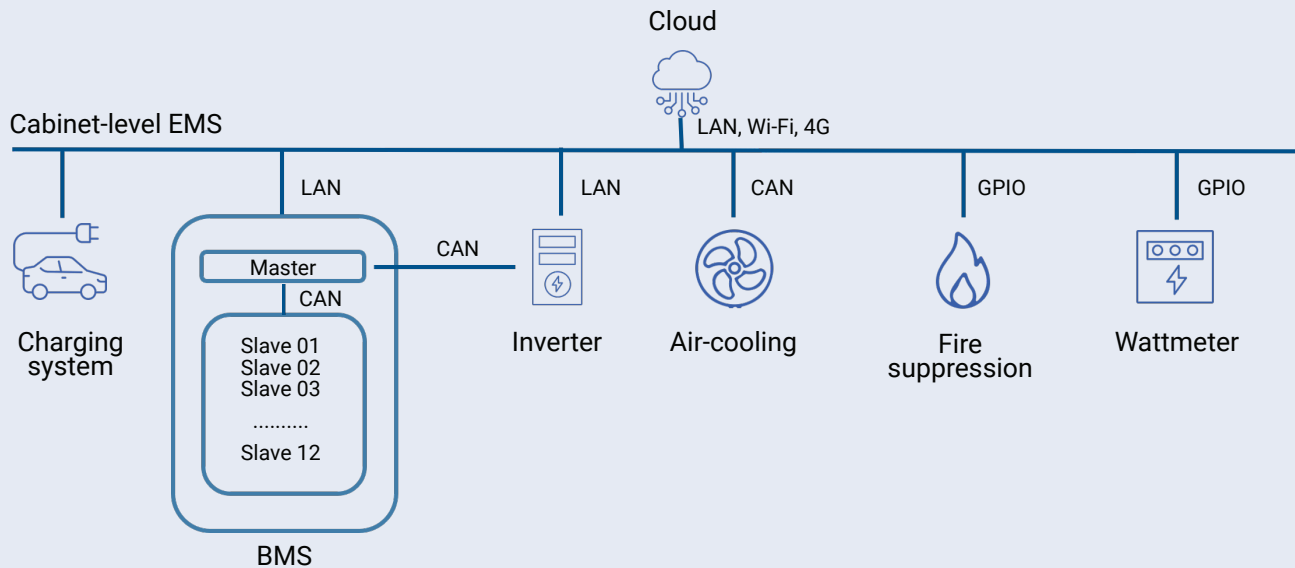 Cloud
LAN, Wi-Fi, 4G
Cabinet-level EMS
LAN
LAN
CAN
GPIO
GPIO
Master
CAN
CAN
Slave 01
Slave 02
Slave 03
..........
Slave 12
BMS
Charging
system
Inverter
Air-cooling
Fire
suppression
Wattmeter